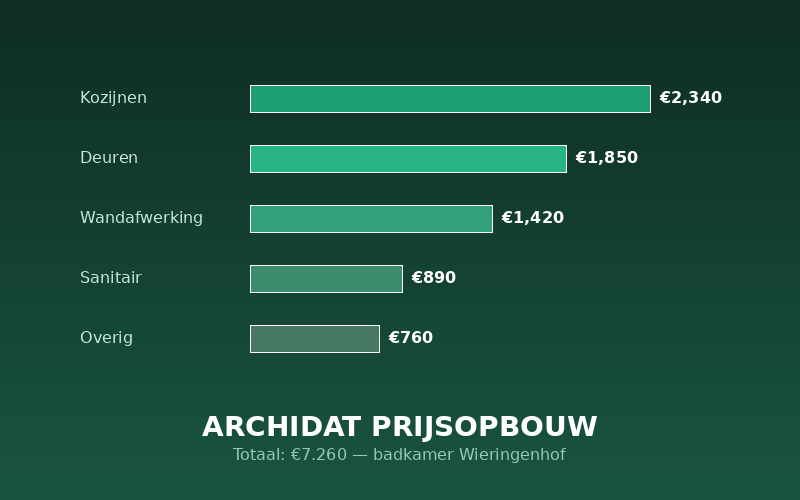 Kozijnen €2,340
Deuren €1,850
Wandafwerking €1,420
Sanitair €890
Overig €760
ARCHIDAT PRIJSOPBOUW
Totaal: €7.260 — badkamer Wieringenhof